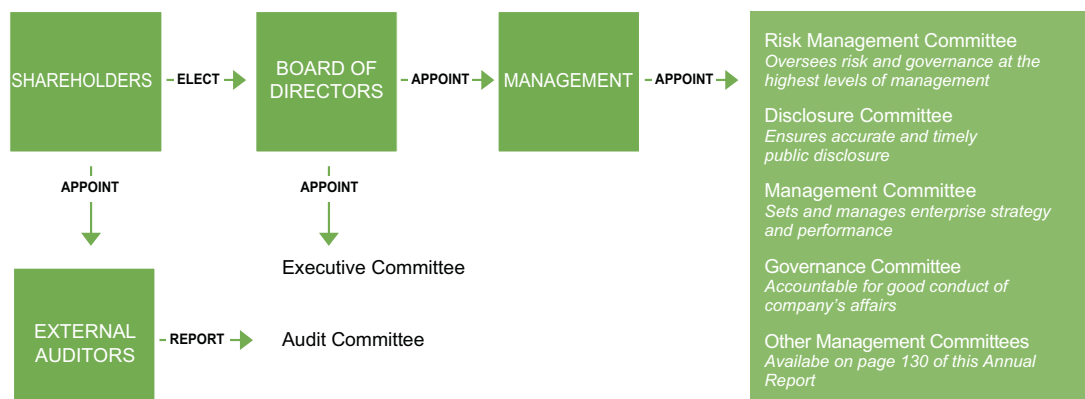 SHAREHOLDERS
ELECT
BOARD OF
DIRECTORS
APPOINT
MANAGEMENT
APPOINT
Risk Management Committee
Oversees risk and governance at the
highest levels of management
Disclosure Committee
Ensures accurate and timely
public disclosure
Management Committee
Sets and manages enterprise strategy
and performance
Governance Committee
Accountable for good conduct of
company's affairs
Other Management Committees
Availabe on page 130 of this Annual
Report
APPOINT
APPOINT
Executive Committee
EXTERNAL
AUDITORS
REPORT
Audit Committee